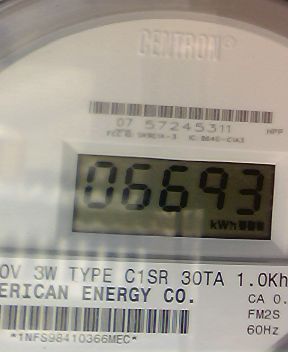 CENTRON®
07 57245311
06693
kWh
0V 3W TYPE C1SR 30TA 1.0Kh
ERICAN ENERGY CO.
CA 0.
FM2S
60Hz
*1NFS98410366MEC*